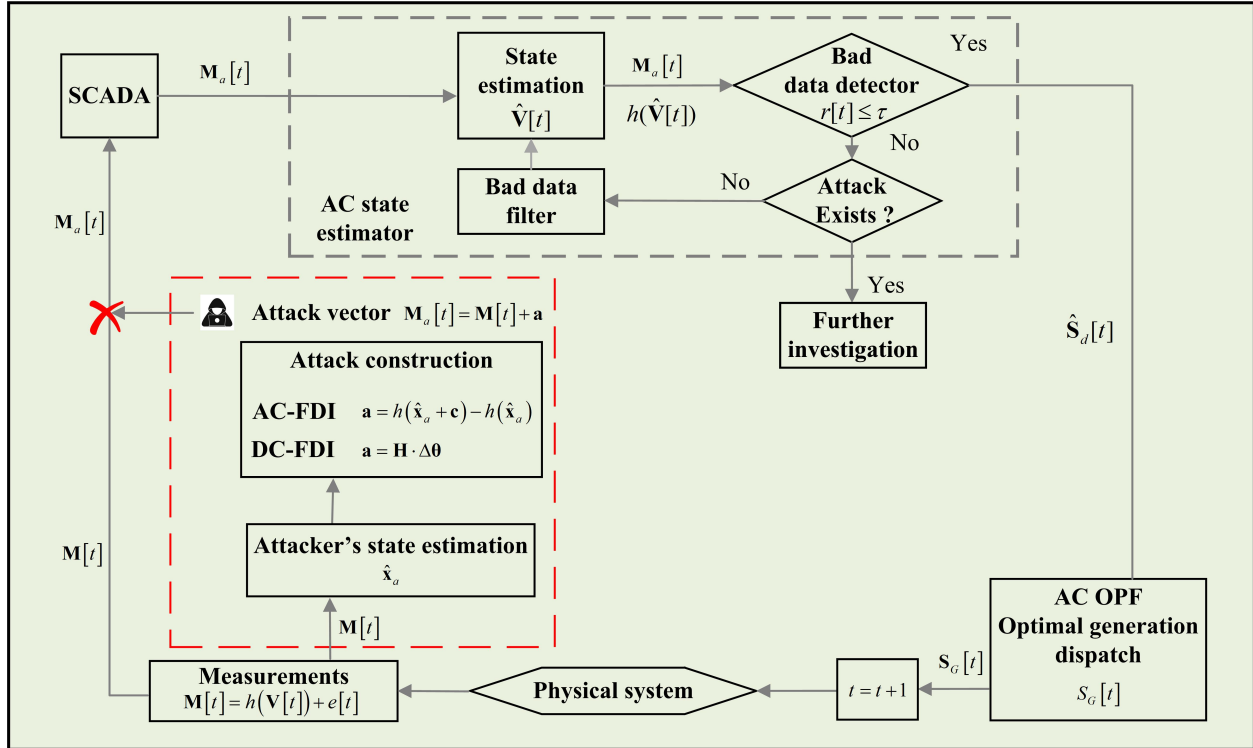 SCADA
M_a[t]
State
estimation
V̂[t]
M_a[t]
h(V̂[t])
Bad
data detector
r[t] ≤ τ
Yes
No
Attack
Exists ?
No
Bad data
filter
AC state
estimator
Yes
Further
investigation
Ŝ_d[t]
M_a[t]
Attack vector M_a[t] = M[t] + a
Attack construction
AC-FDI a = h(x̂_a + c) − h(x̂_a)
DC-FDI a = H · Δθ
Attacker’s state estimation
x̂_a
M[t]
M[t]
Measurements
M[t] = h(V[t]) + e[t]
Physical system
t = t + 1
S_G[t]
AC OPF
Optimal generation
dispatch
S_G[t]